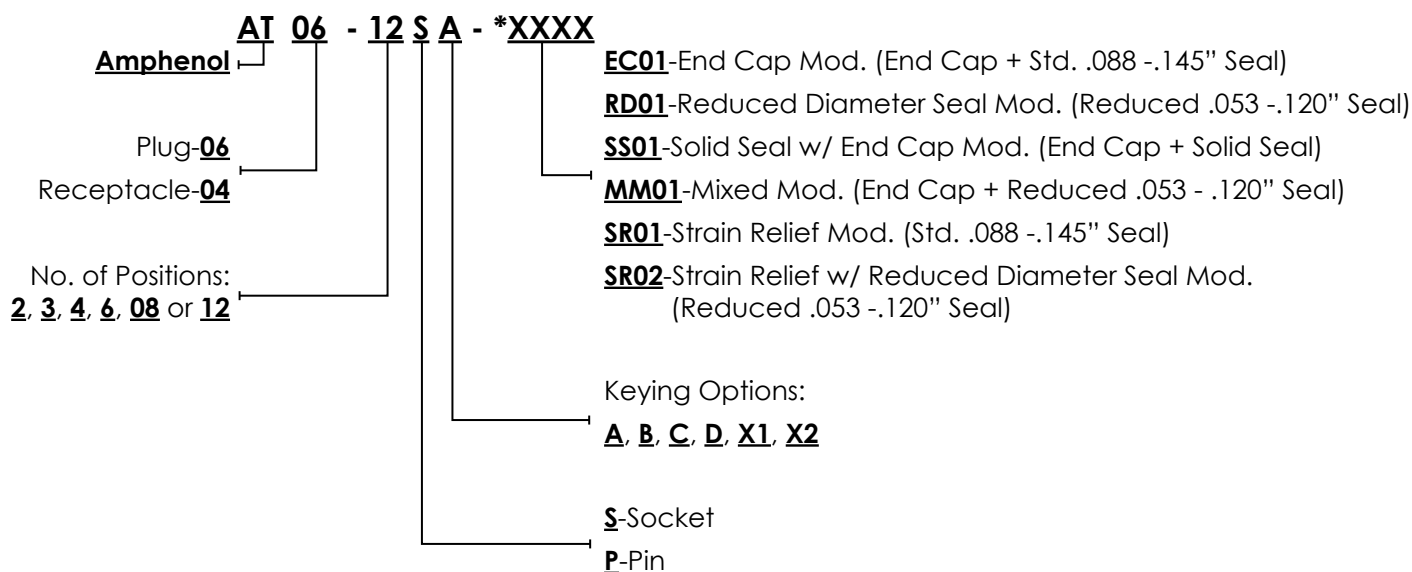 AT 06 - 12 S A - *XXXX
Amphenol
Plug-06
Receptacle-04
No. of Positions:
2, 3, 4, 6, 08 or 12
EC01-End Cap Mod. (End Cap + Std. .088 -.145” Seal)
RD01-Reduced Diameter Seal Mod. (Reduced .053 -.120” Seal)
SS01-Solid Seal w/ End Cap Mod. (End Cap + Solid Seal)
MM01-Mixed Mod. (End Cap + Reduced .053 - .120” Seal)
SR01-Strain Relief Mod. (Std. .088 -.145” Seal)
SR02-Strain Relief w/ Reduced Diameter Seal Mod.
(Reduced .053 -.120” Seal)
Keying Options:
A, B, C, D, X1, X2
S-Socket
P-Pin